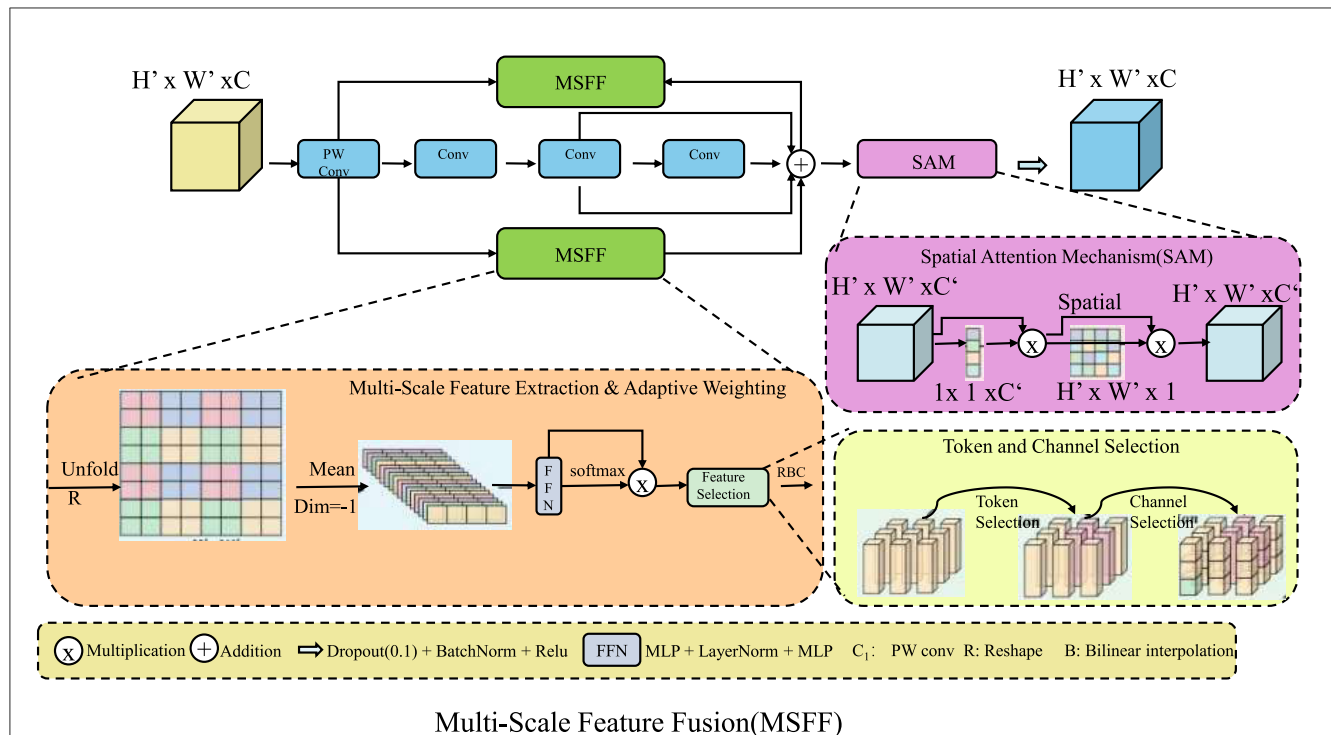 H' x W' xC
MSFF
H' x W' xC
PW
Conv
Conv
Conv
Conv
+
SAM
MSFF
Spatial Attention Mechanism(SAM)
H' x W' xC‘
Spatial
H' x W' xC‘
x
x
1x 1 xC‘
H' x W' x 1
Multi-Scale Feature Extraction & Adaptive Weighting
Unfold
R
Mean
Dim=-1
F
F
N
softmax
x
Feature
Selection
RBC
Token and Channel Selection
Token
Selection
Channel
Selection
x Multiplication + Addition Dropout(0.1) + BatchNorm + Relu FFN MLP + LayerNorm + MLP C₁: PW conv R: Reshape B: Bilinear interpolation
Multi-Scale Feature Fusion(MSFF)